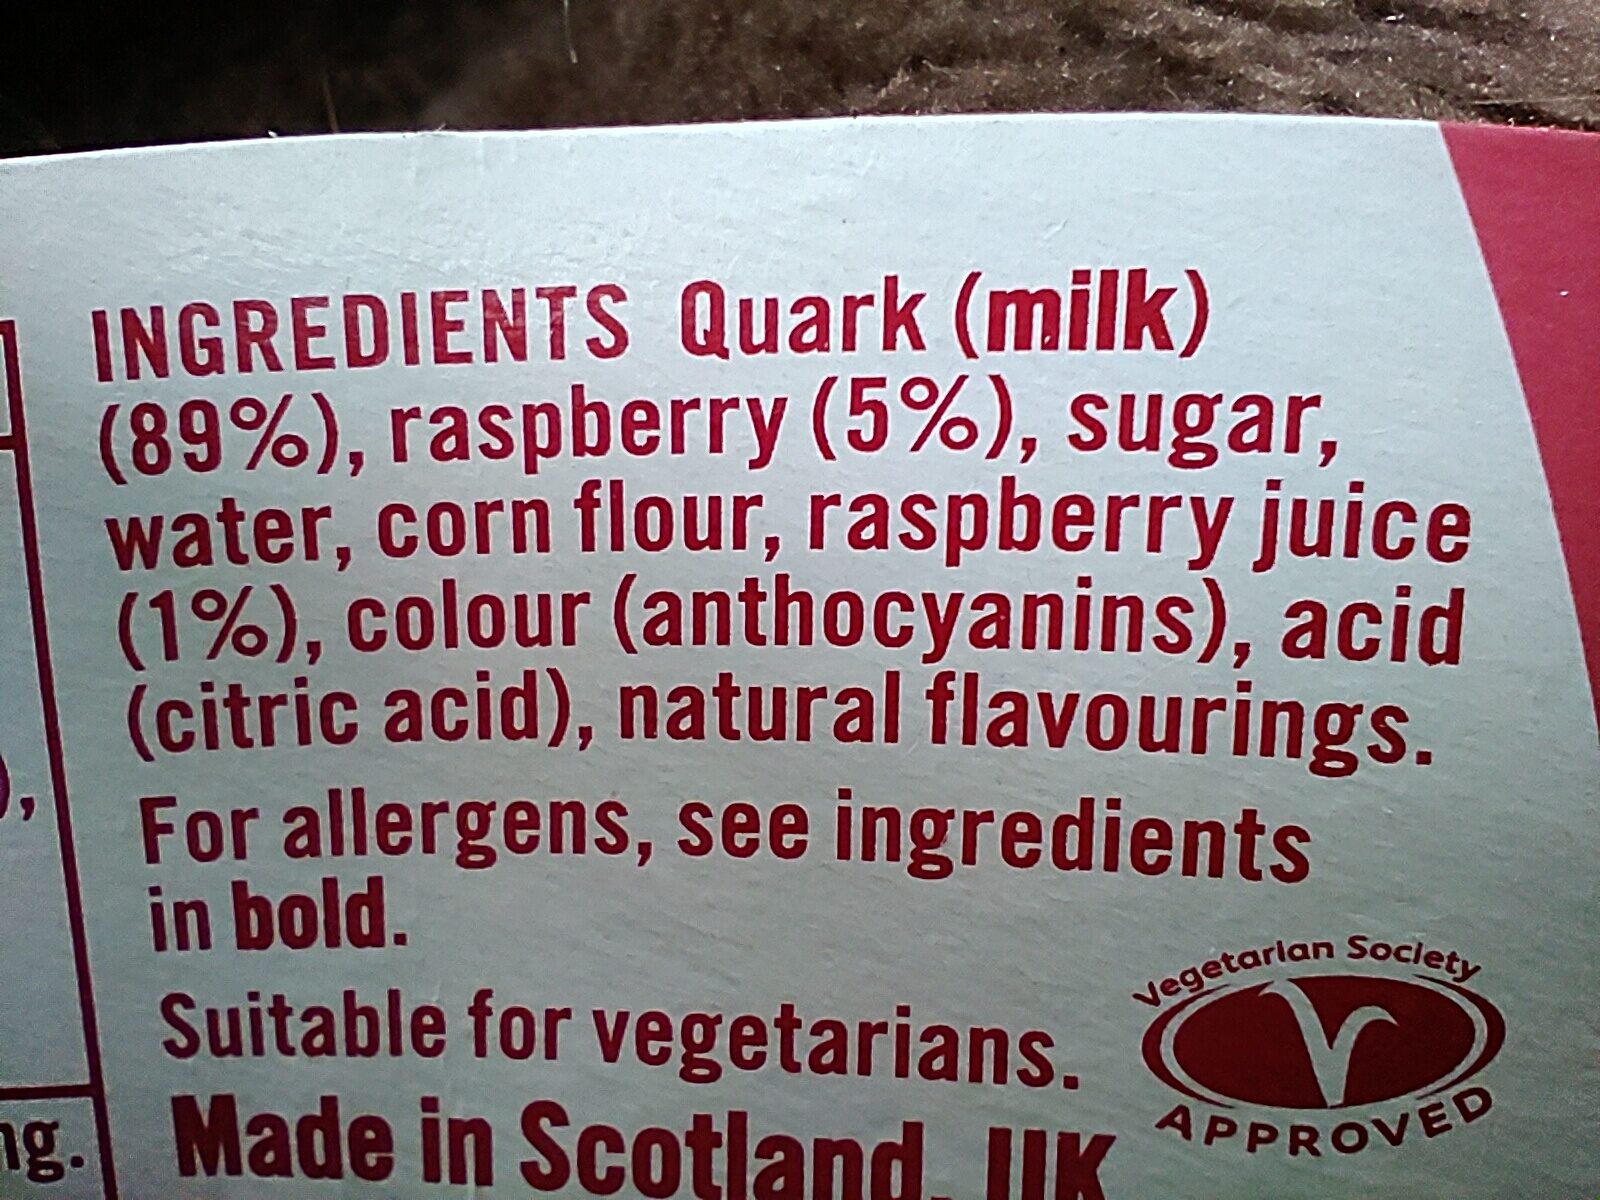 INGREDIENTS Quark (milk)
(89%), raspberry (5%), sugar,
water, corn flour, raspberry juice
(1%), colour (anthocyanins), acid
(citric acid), natural flavourings.
For allergens, see ingredients
in bold.
Suitable for vegetarians.
Made in Scotland, UK
Vegetarian Society
APPROVED